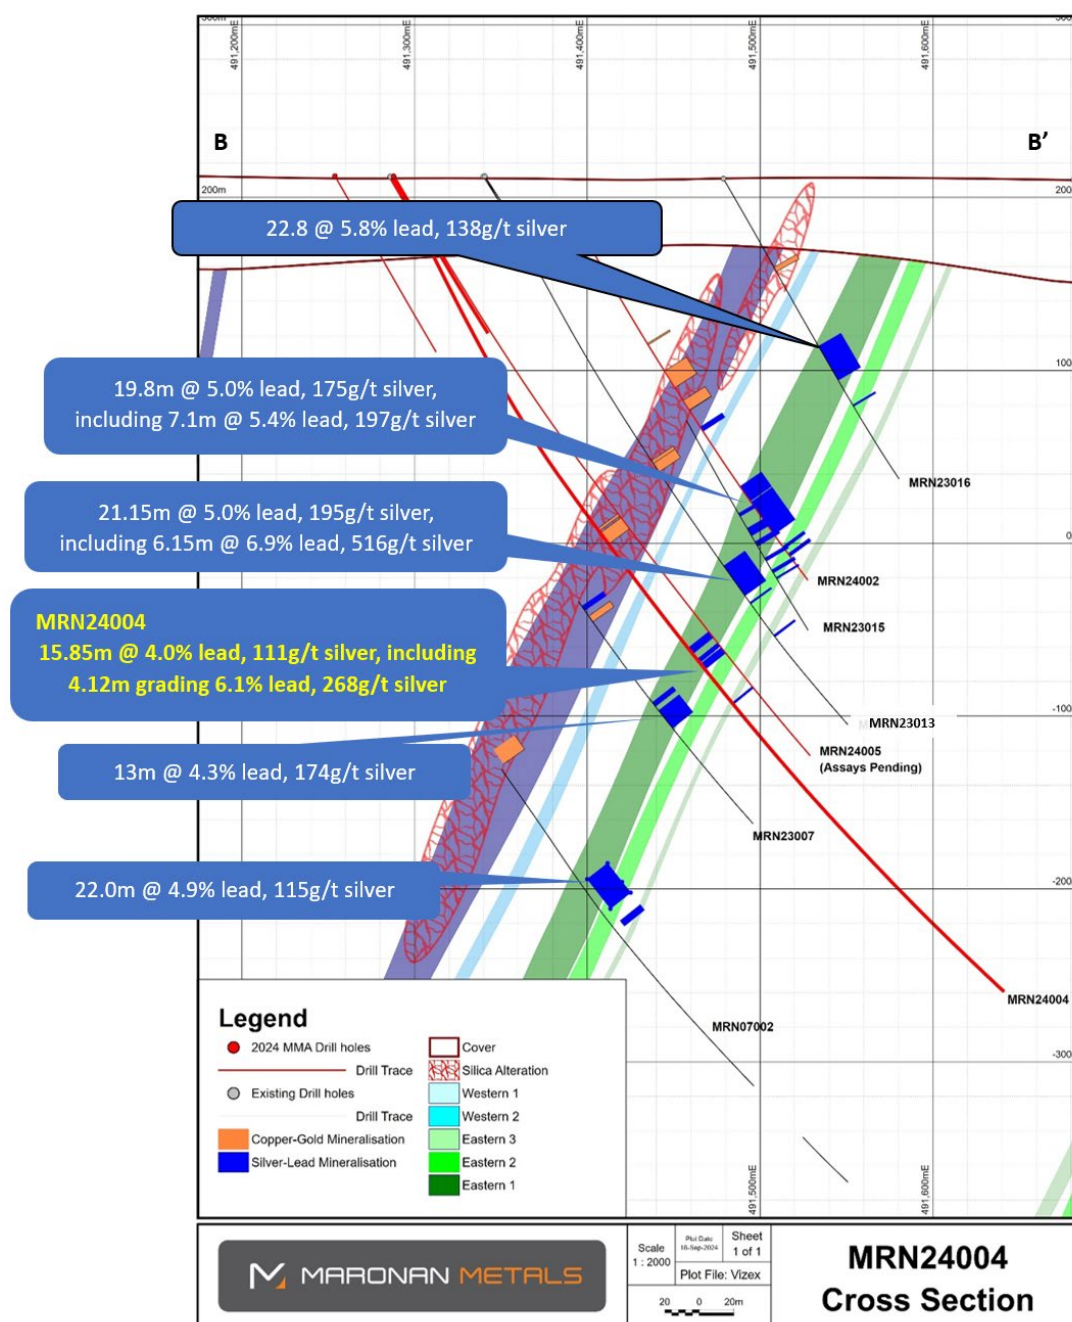 300m
300
491,200mE
491,300mE
491,400mE
491,500mE
491,600mE
B
B’
200m
200
22.8 @ 5.8% lead, 138g/t silver
100
19.8m @ 5.0% lead, 175g/t silver,
including 7.1m @ 5.4% lead, 197g/t silver
MRN23016
21.15m @ 5.0% lead, 195g/t silver,
including 6.15m @ 6.9% lead, 516g/t silver
0
MRN24002
MRN23015
MRN24004
15.85m @ 4.0% lead, 111g/t silver, including
4.12m grading 6.1% lead, 268g/t silver
-100
MRN23013
MRN24005
(Assays Pending)
13m @ 4.3% lead, 174g/t silver
MRN23007
22.0m @ 4.9% lead, 115g/t silver
-200
MRN24004
MRN07002
-300
Legend
2024 MMA Drill holes
Drill Trace
Existing Drill holes
Drill Trace
Copper-Gold Mineralisation
Silver-Lead Mineralisation
Cover
Silica Alteration
Western 1
Western 2
Eastern 3
Eastern 2
Eastern 1
491,500mE
491,600mE
MARONAN METALS
Scale
1 : 2000
Plot Date
18-Sep-2024
Sheet
1 of 1
Plot File: Vizex
20 0 20m
MRN24004
Cross Section